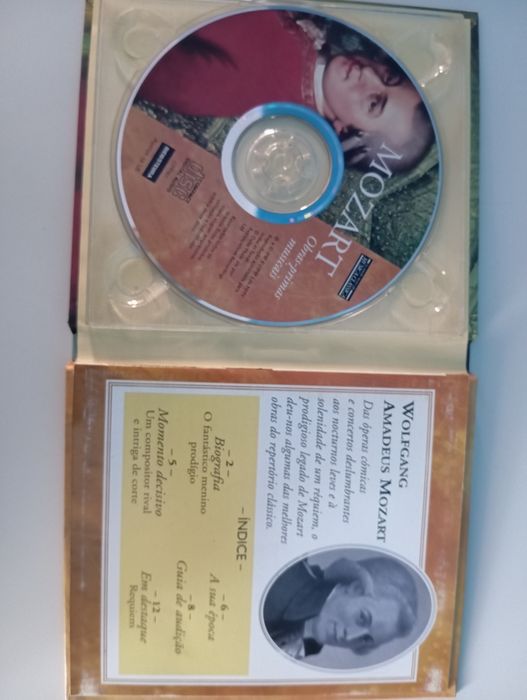 MOZART
Obras-primas
musicais
WOLFGANG
AMADEUS MOZART
Das óperas cómicas
e concertos deslumbrantes
aos nocturnos leves e à
solenidade de um réquiem, o
prodigioso legado de Mozart
deu-nos algumas das melhores
obras do repertório clássico.
– ÍNDICE –
– 2 –
Biografia
O fantástico menino
prodígio
– 5 –
Momento decisivo
Um compositor rival
e intriga de corte
– 6 –
A sua época
– 8 –
Guia de audição
– 12 –
Em destaque
Requiem